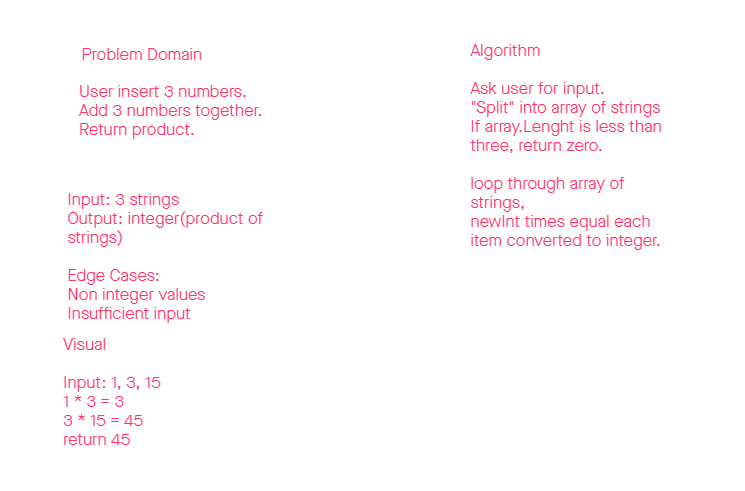 Problem Domain
User insert 3 numbers.
Add 3 numbers together.
Return product.
Input: 3 strings
Output: integer(product of
strings)
Edge Cases:
Non integer values
Insufficient input
Visual
Input: 1, 3, 15
1 * 3 = 3
3 * 15 = 45
return 45
Algorithm
Ask user for input.
"Split" into array of strings
If array.Lenght is less than
three, return zero.
loop through array of
strings,
newInt times equal each
item converted to integer.